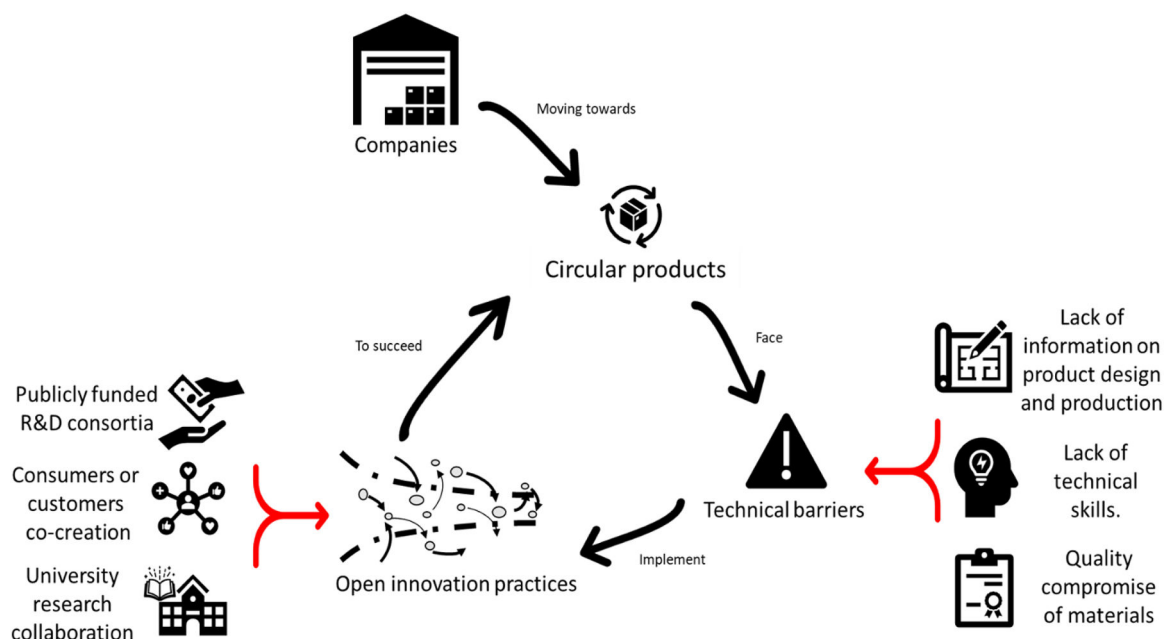 Moving towards
Companies
Circular products
To succeed
Face
Lack of
information on
product design
and production
Publicly funded
R&D consortia
Consumers or
customers
co-creation
Lack of
technical
skills.
Technical barriers
Implement
Open innovation practices
University
research
collaboration
Quality
compromise
of materials